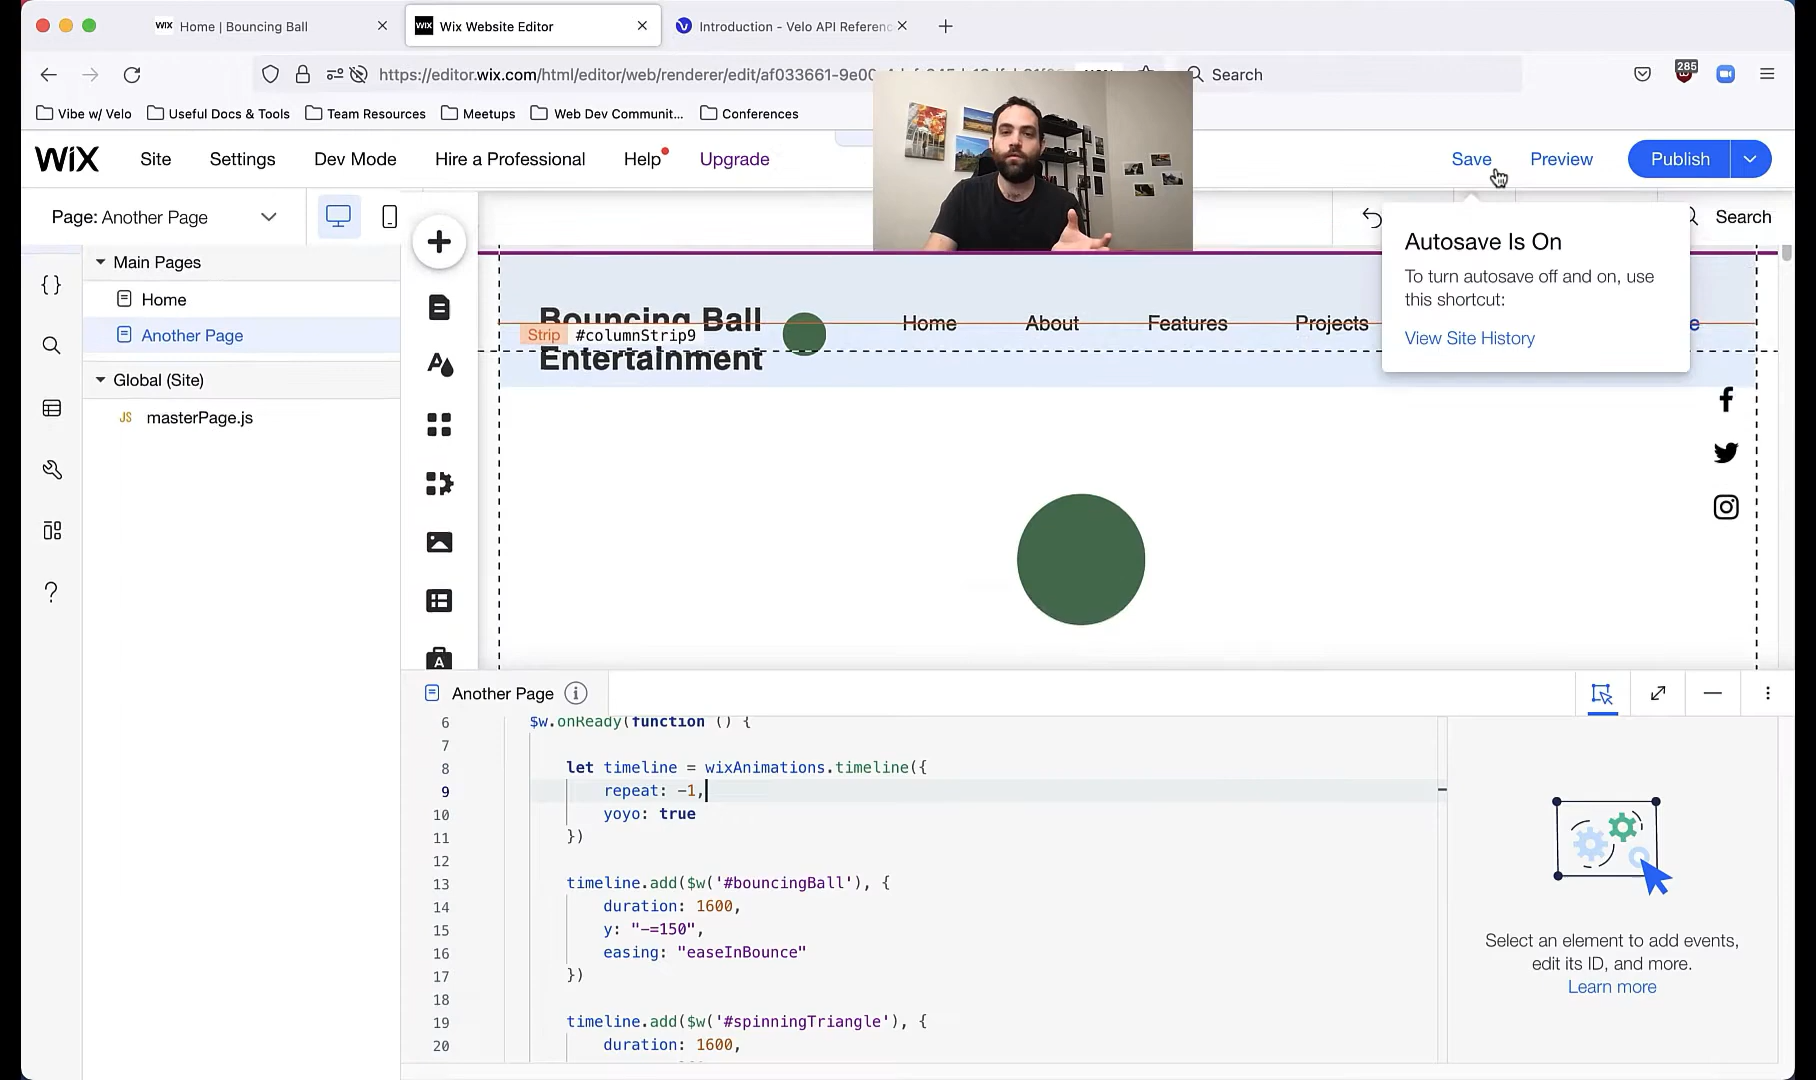 WiX Home | Bouncing Ball
WiX Wix Website Editor
Introduction - Velo API Referenc
https://editor.wix.com/html/editor/web/renderer/edit/af033661-9e00
Search
285
Vibe w/ Velo
Useful Docs & Tools
Team Resources
Meetups
Web Dev Communit...
Conferences
WiX
Site
Settings
Dev Mode
Hire a Professional
Help
Upgrade
Save
Preview
Publish
Page: Another Page
Search
Main Pages
Home
Another Page
Global (Site)
JS masterPage.js
Bouncing Ball
Entertainment
Strip #columnStrip9
Home
About
Features
Projects
e
Autosave Is On
To turn autosave off and on, use
this shortcut:
View Site History
A
Another Page
6 $w.onReady(function () {
7
8 let timeline = wixAnimations.timeline({
9 repeat: -1,
10 yoyo: true
11 })
12
13 timeline.add($w('#bouncingBall'), {
14 duration: 1600,
15 y: "-=150",
16 easing: "easeInBounce"
17 })
18
19 timeline.add($w('#spinningTriangle'), {
20 duration: 1600,
Select an element to add events,
edit its ID, and more.
Learn more